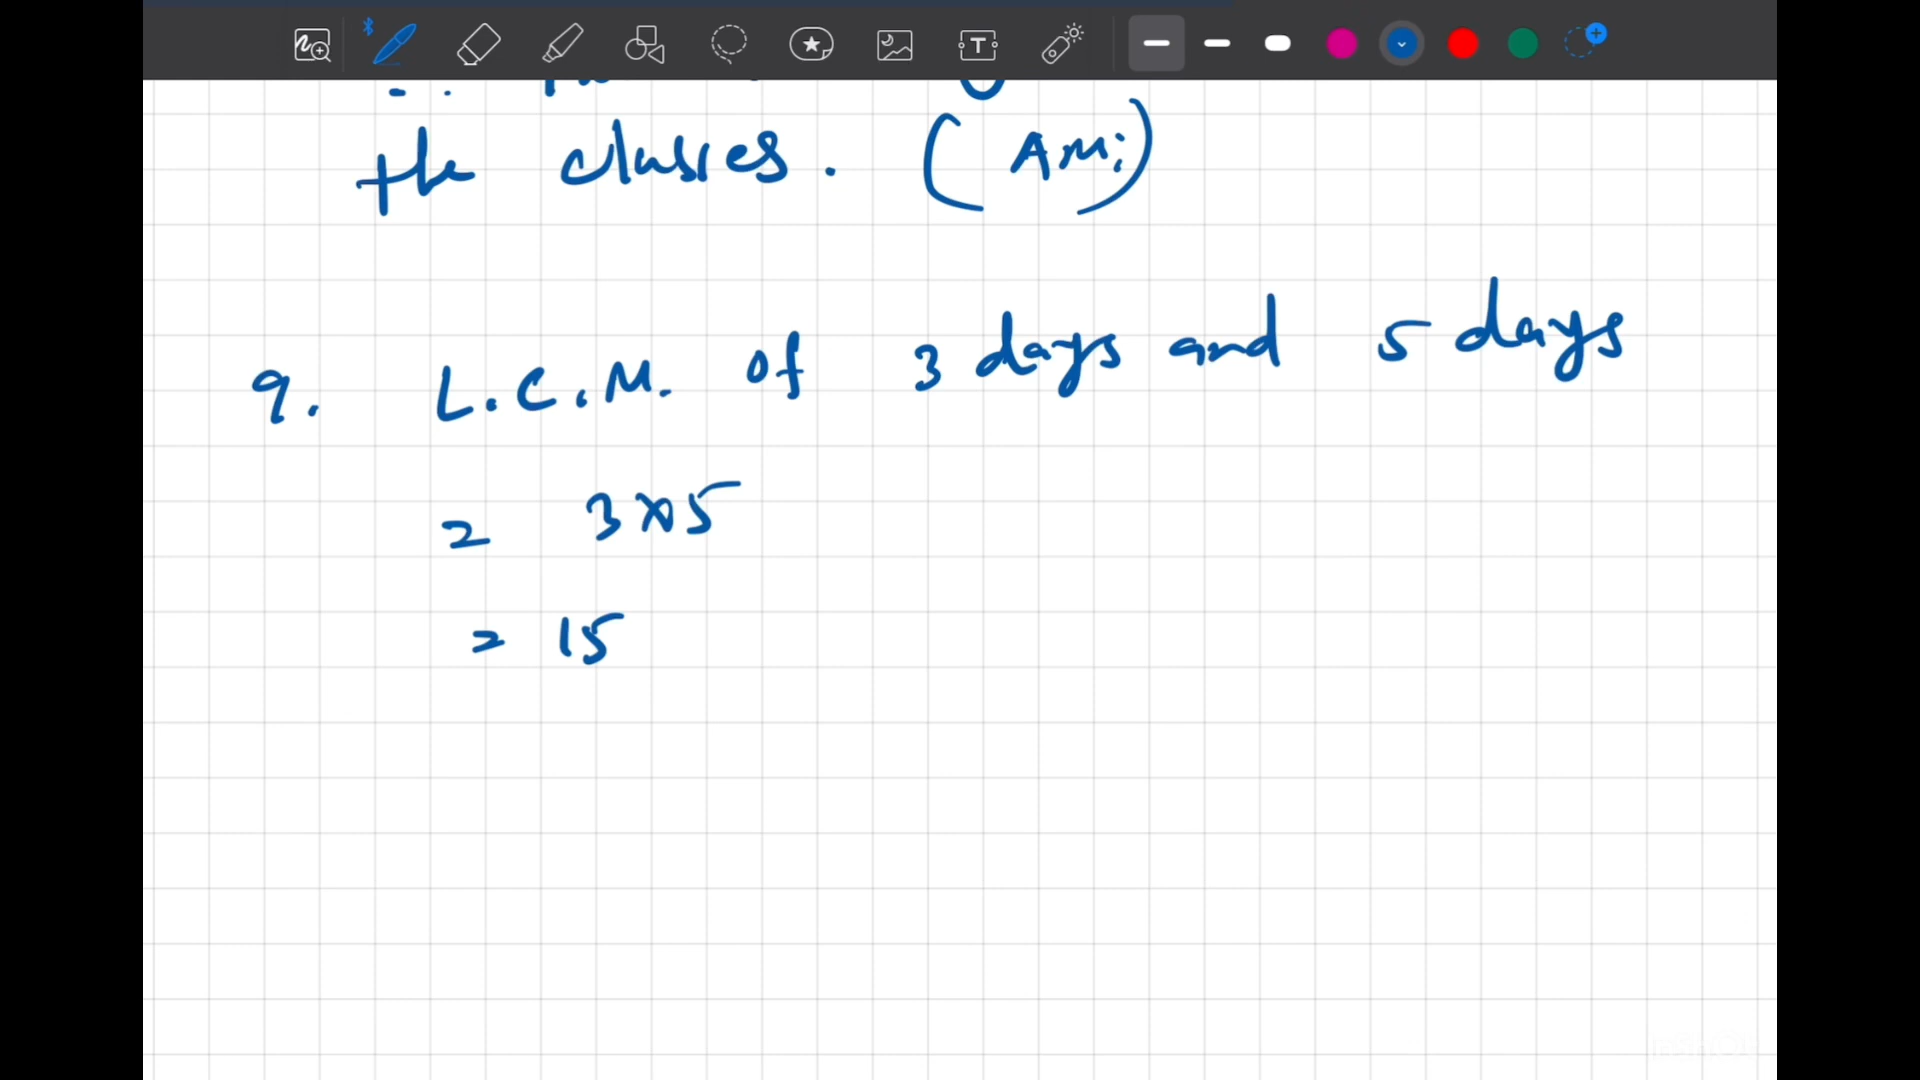 the classes. (Ans:)
9. L.C.M. of 3 days and 5 days
= 3×5
= 15